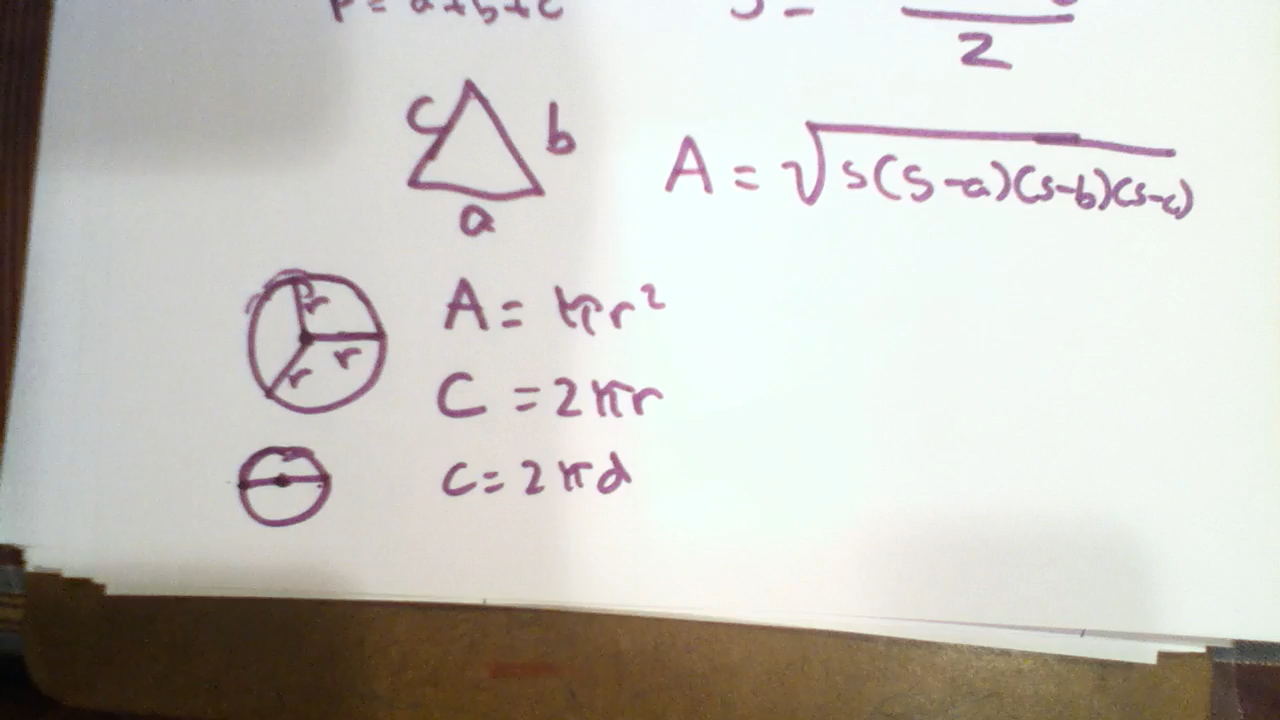 P = a+b+c
S =
2
c
b
A = √s(s-a)(s-b)(s-c)
a
r
r
r
A = πr²
C = 2πr
C = 2πd